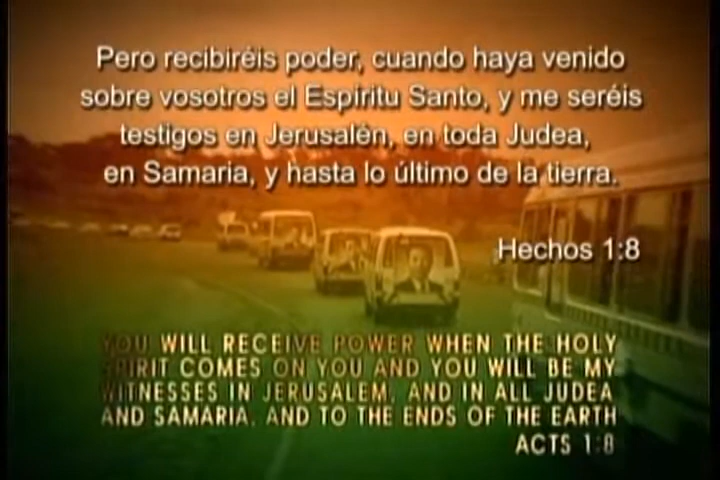 Pero recibiréis poder, cuando haya venido
sobre vosotros el Espíritu Santo, y me seréis
testigos en Jerusalén, en toda Judea,
en Samaria, y hasta lo último de la tierra.
Hechos 1:8
YOU WILL RECEIVE POWER WHEN THE HOLY
SPIRIT COMES ON YOU AND YOU WILL BE MY
WITNESSES IN JERUSALEM, AND IN ALL JUDEA
AND SAMARIA, AND TO THE ENDS OF THE EARTH
ACTS 1:8